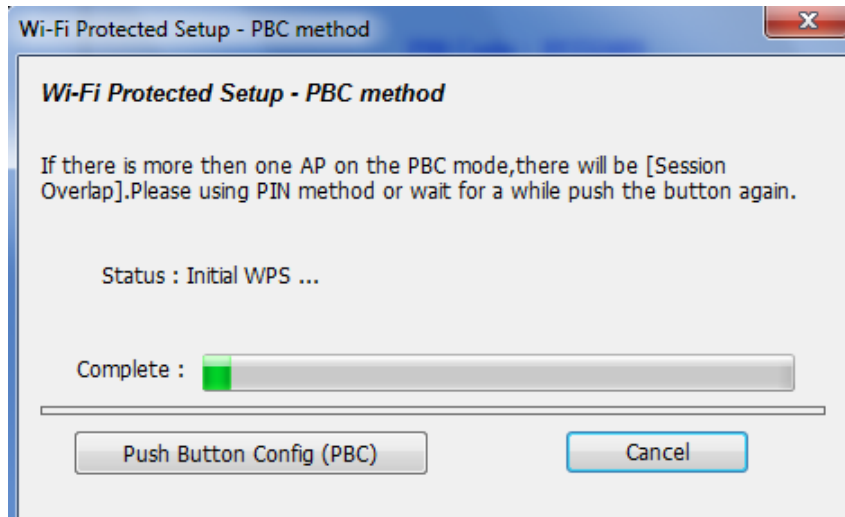 Wi-Fi Protected Setup - PBC method
Wi-Fi Protected Setup - PBC method
If there is more then one AP on the PBC mode,there will be [Session
Overlap].Please using PIN method or wait for a while push the button again.
Status : Initial WPS ...
Complete :
Push Button Config (PBC)
Cancel